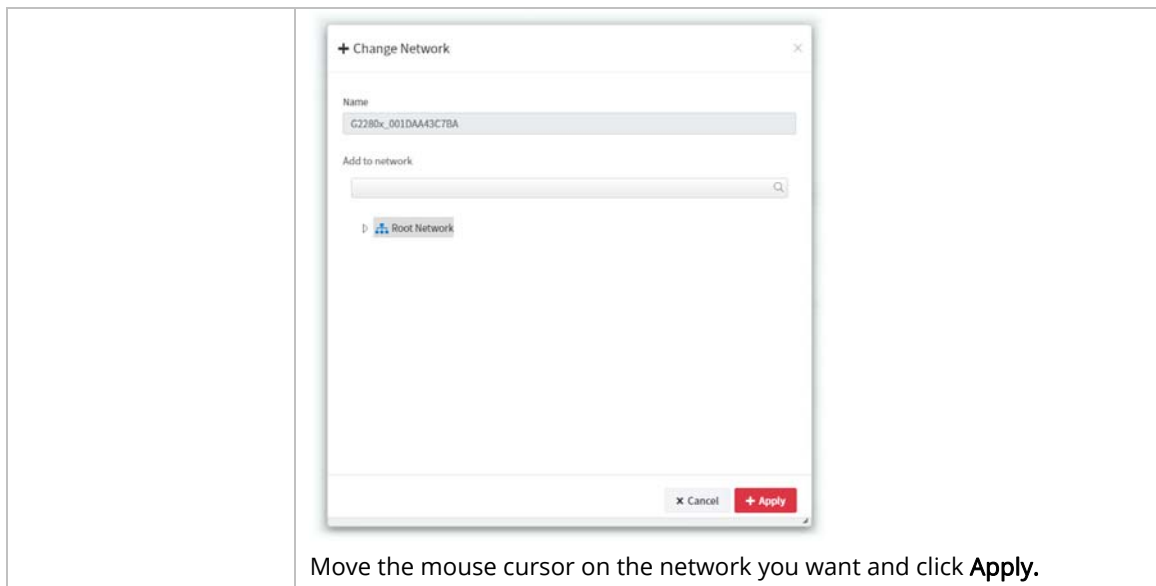 + Change Network ×
Name
G2280x_001DAA43C7BA
Add to network
Root Network
× Cancel
+ Apply
Move the mouse cursor on the network you want and click Apply.